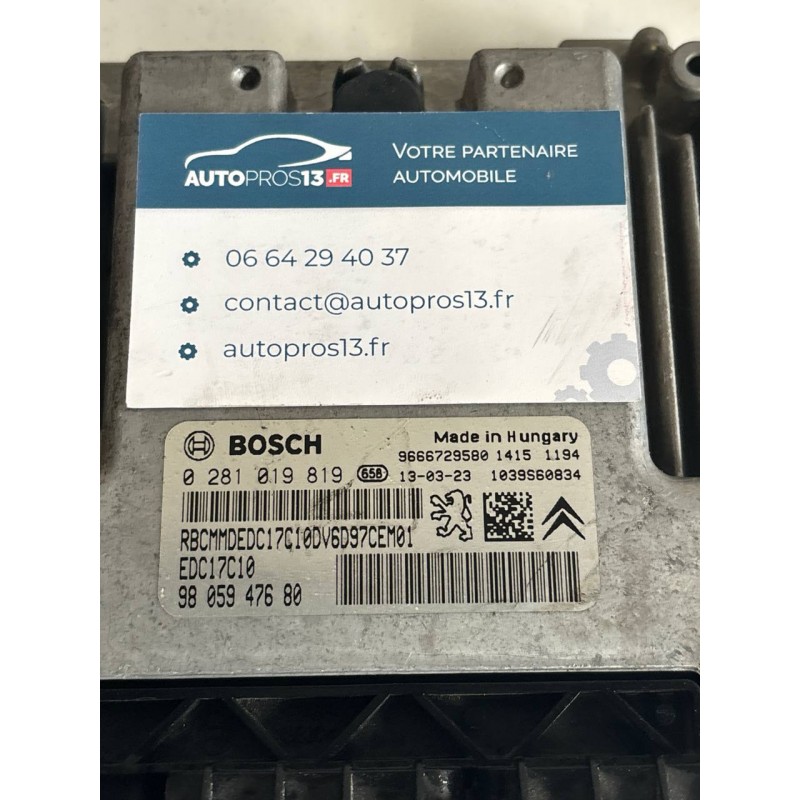 AUTOPROS13.FR
VOTRE PARTENAIRE
AUTOMOBILE
06 64 29 40 37
contact@autopros13.fr
autopros13.fr
BOSCH
Made in Hungary
9666729580 1415 1194
0 281 019 819 65B 13-03-23 1039S60834
RBCMMDEDC17C10DV6D97CEM01
EDC17C10
98 059 476 80